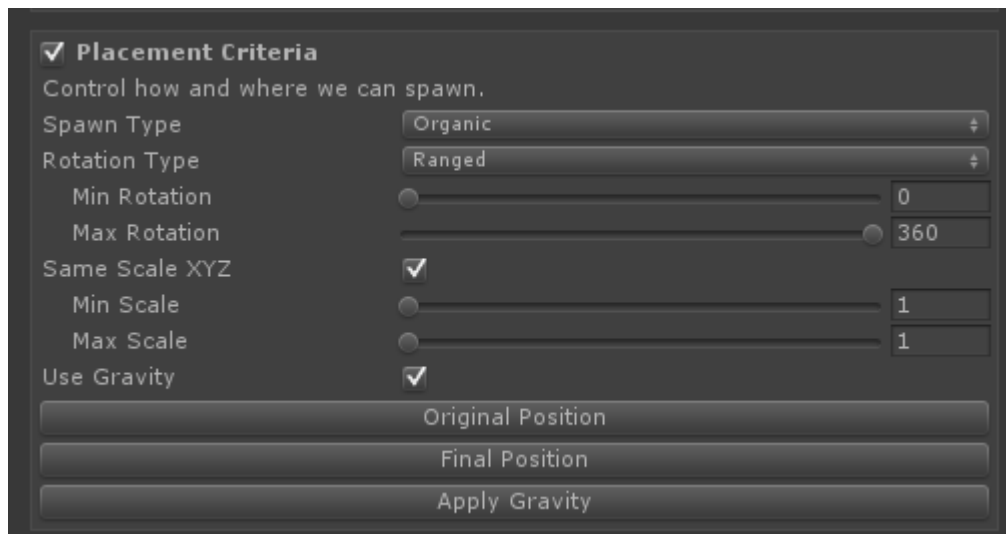 Placement Criteria
Control how and where we can spawn.
Spawn Type Organic
Rotation Type Ranged
Min Rotation 0
Max Rotation 360
Same Scale XYZ
Min Scale 1
Max Scale 1
Use Gravity
Original Position
Final Position
Apply Gravity